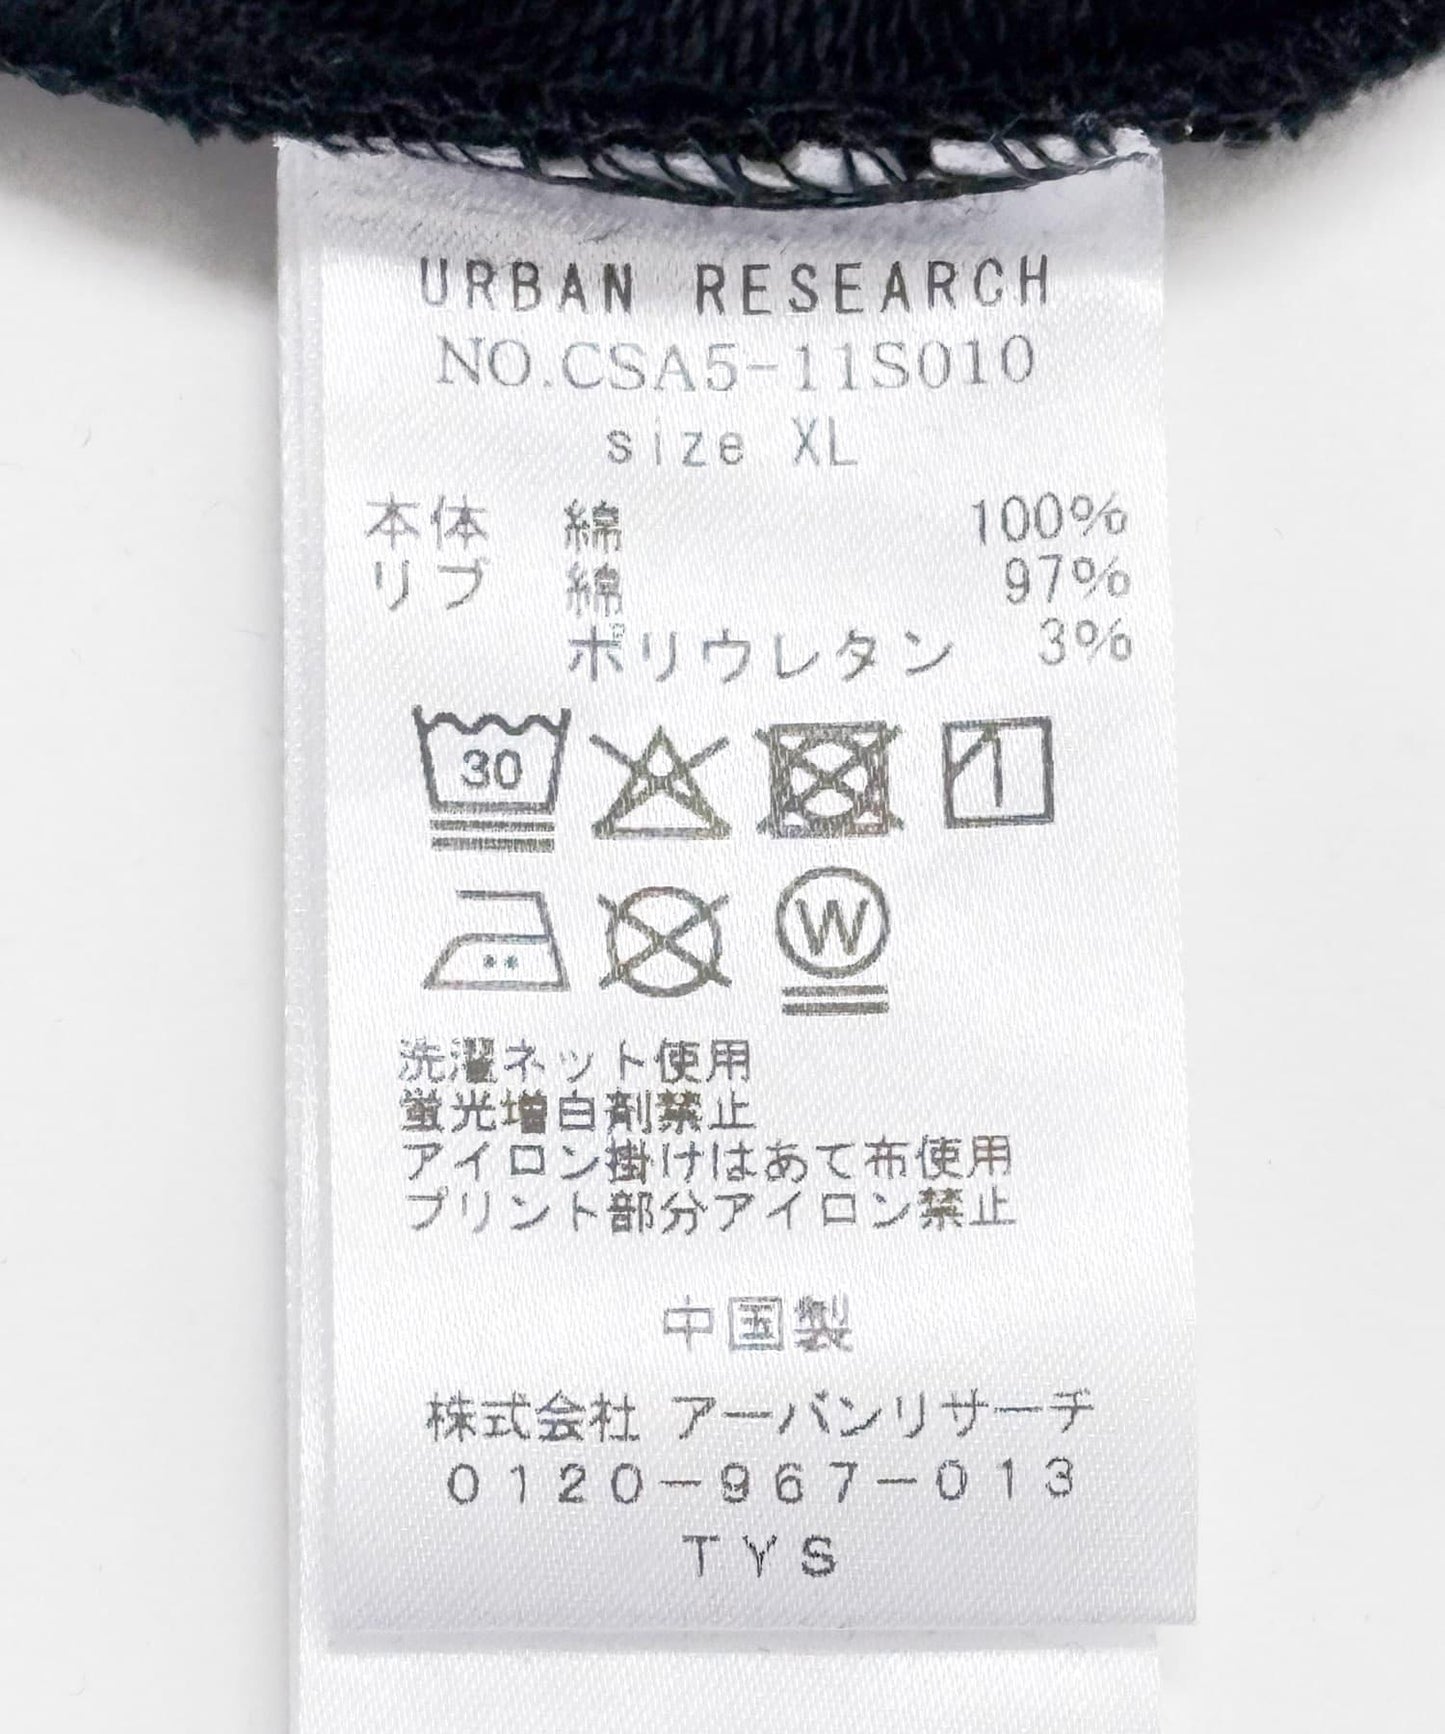 URBAN RESEARCH
NO.CSA5-11S010
size XL
本体 綿 100%
リブ 綿 97%
ポリウレタン 3%
30
W
洗濯ネット使用
蛍光増白剤禁止
アイロン掛けはあて布使用
プリント部分アイロン禁止
中国製
株式会社 アーバンリサーチ
0120-967-013
TYS